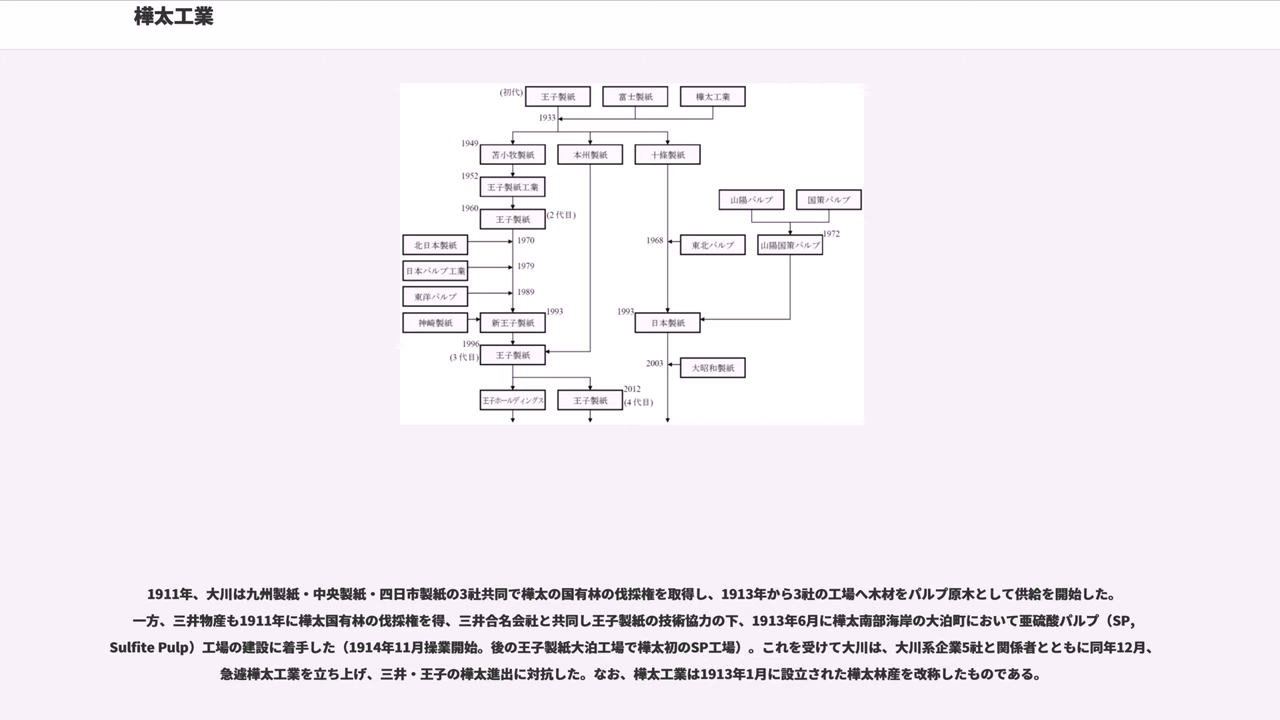 樺太工業
(初代)
王子製紙
富士製紙
樺太工業
1933
1949
苫小牧製紙
本州製紙
十條製紙
1952
王子製紙工業
山陽パルプ
国策パルプ
1960
王子製紙
(2代目)
北日本製紙
1970
1968
東北パルプ
山陽国策パルプ
1972
日本パルプ工業
1979
東洋パルプ
1989
神崎製紙
新王子製紙
1993
1993
日本製紙
1996
(3代目)
王子製紙
2003
大昭和製紙
王子ホールディングス
王子製紙
2012
(4代目)
1911年、大川は九州製紙・中央製紙・四日市製紙の3社共同で樺太の国有林の伐採権を取得し、1913年から3社の工場へ木材をパルプ原木として供給を開始した。
一方、三井物産も1911年に樺太国有林の伐採権を得、三井合名会社と共同し王子製紙の技術協力の下、1913年6月に樺太南部海岸の大泊町において亜硫酸パルプ（SP,
Sulfite Pulp）工場の建設に着手した（1914年11月操業開始。後の王子製紙大泊工場で樺太初のSP工場）。これを受けて大川は、大川系企業5社と関係者とともに同年12月、
急遽樺太工業を立ち上げ、三井・王子の樺太進出に対抗した。なお、樺太工業は1913年1月に設立された樺太林産を改称したものである。